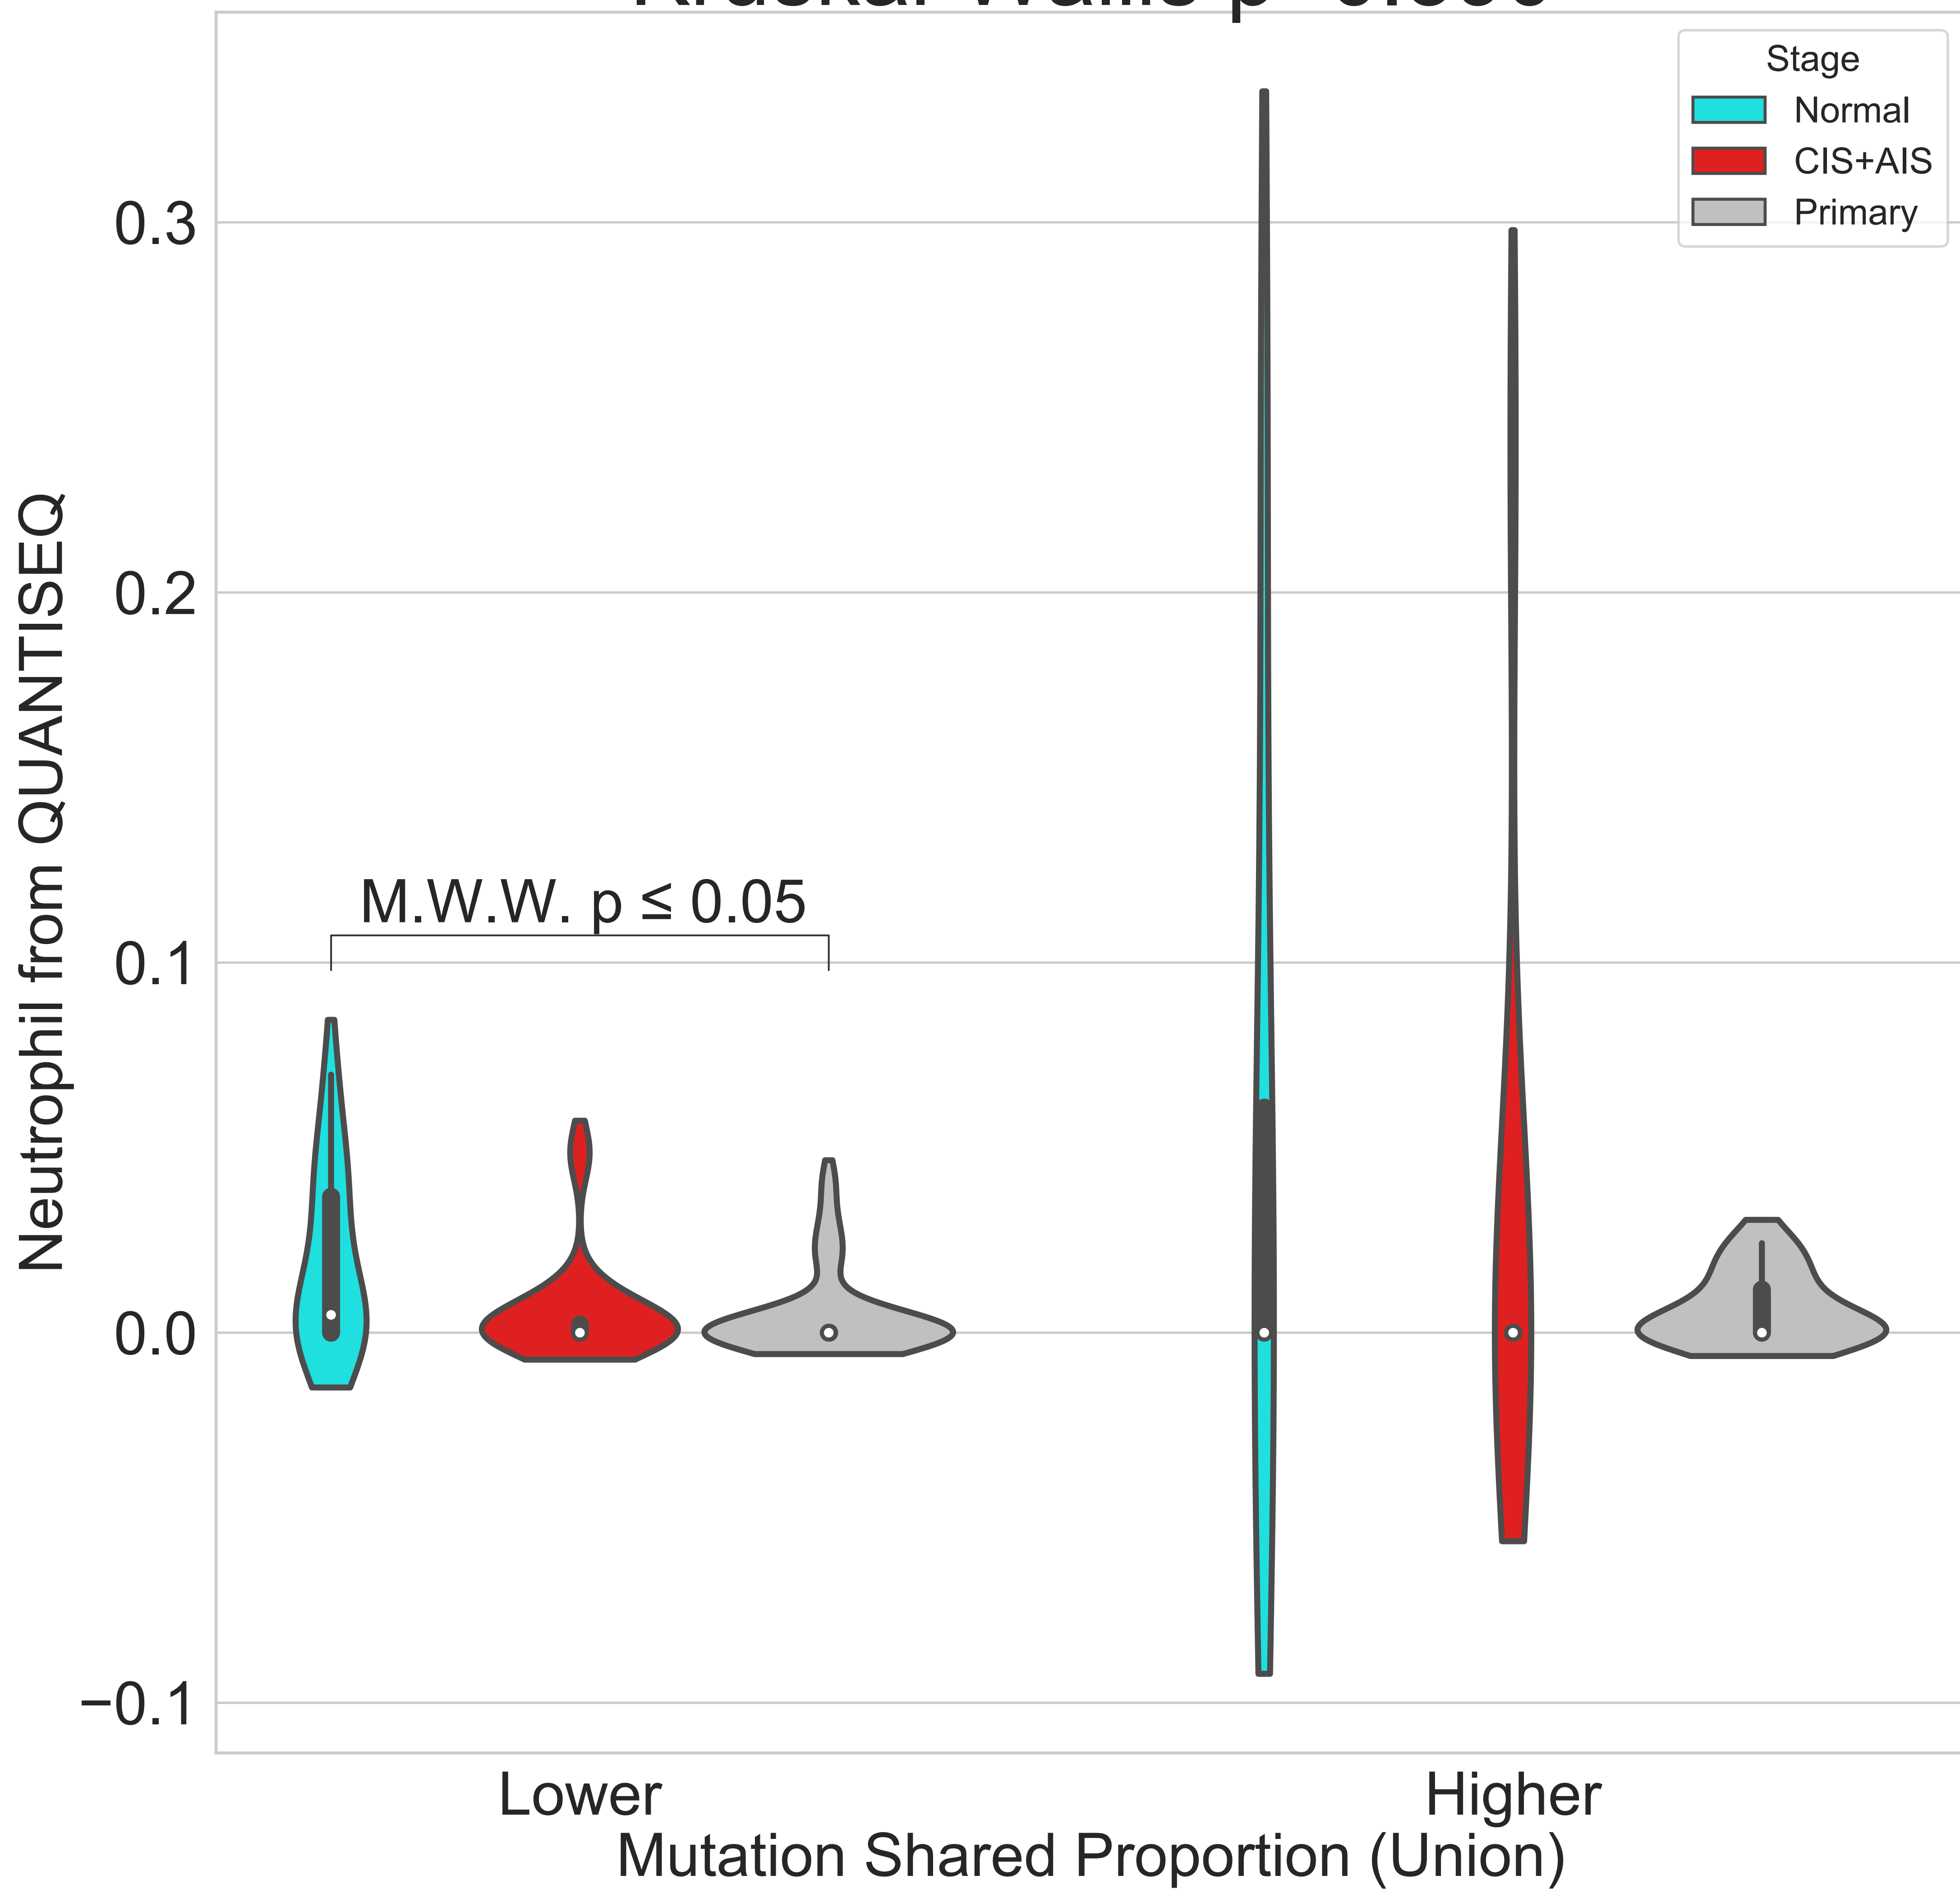 Stage
Normal
CIS+AIS
Primary
0.3
0.2
0.1
0.0
−0.1
Neutrophil from QUANTISEQ
M.W.W. p ≤ 0.05
Lower
Higher
Mutation Shared Proportion (Union)